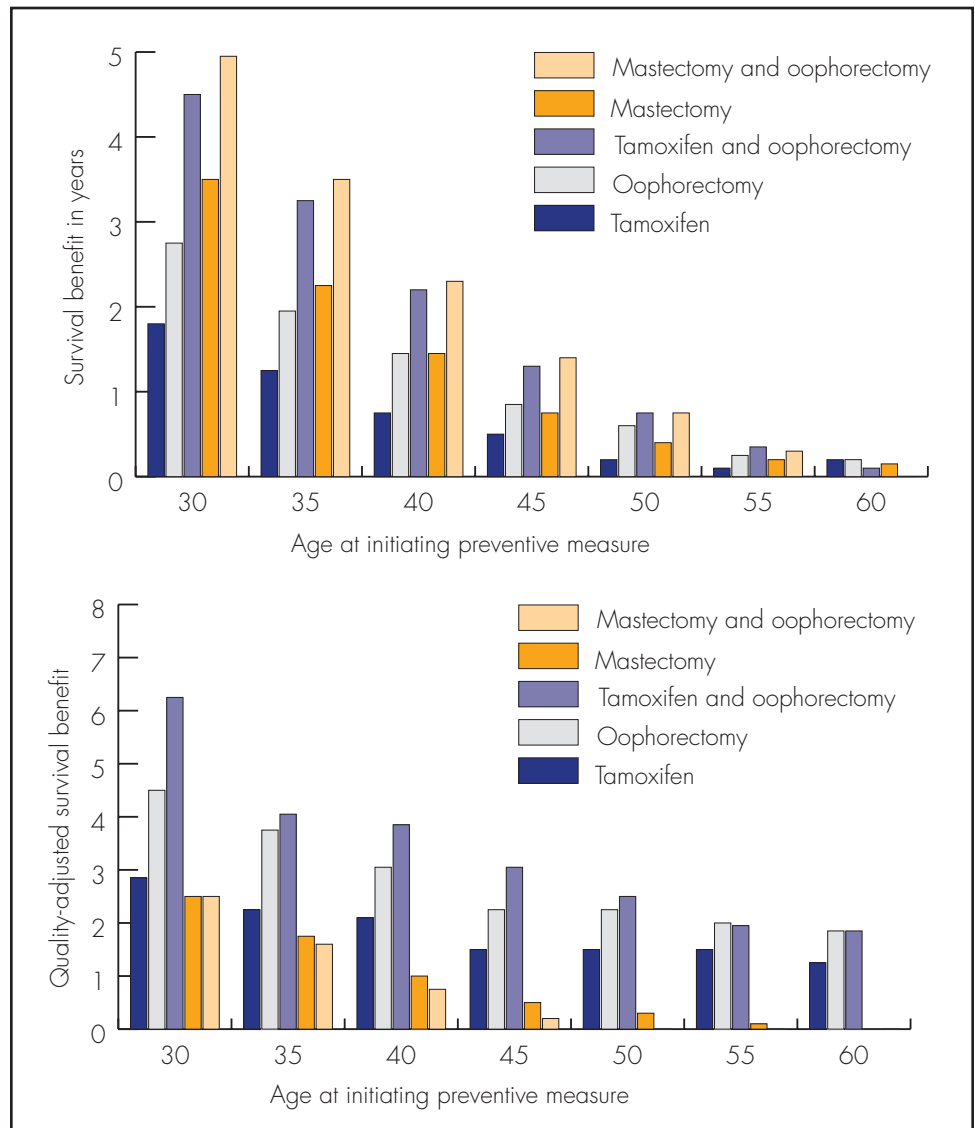 5
4
3
2
1
0
Survival benefit in years
Mastectomy and oophorectomy
Mastectomy
Tamoxifen and oophorectomy
Oophorectomy
Tamoxifen
30 35 40 45 50 55 60
Age at initiating preventive measure
8
7
6
5
4
3
2
1
0
Quality-adjusted survival benefit
Mastectomy and oophorectomy
Mastectomy
Tamoxifen and oophorectomy
Oophorectomy
Tamoxifen
30 35 40 45 50 55 60
Age at initiating preventive measure